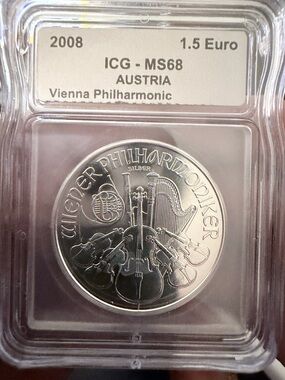 2008 1.5 Euro
ICG - MS68
AUSTRIA
Vienna Philharmonic
WIENER PHILHARMONIKER
SILBER